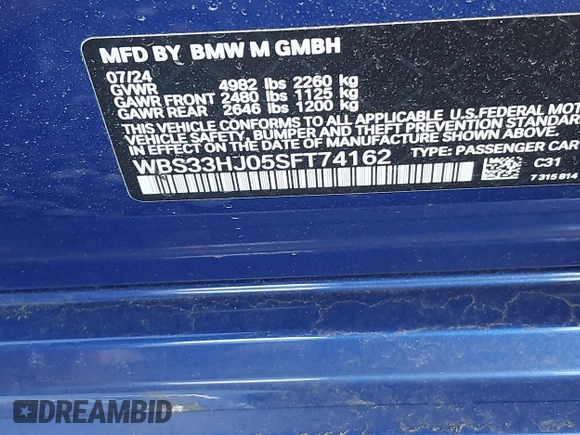 MFD BY BMW M GMBH
07/24
GVWR 4982 lbs 2260 kg
GAWR FRONT 2480 lbs 1125 kg
GAWR REAR 2646 lbs 1200 kg
THIS VEHICLE CONFORMS TO ALL APPLICABLE U.S.FEDERAL
VEHICLE SAFETY, BUMPER, AND THEFT PREVENTION STANDARD
IN EFFECT ON THE DATE OF MANUFACTURE SHOWN ABOVE.
WBS33HJ05SFT74162 TYPE: PASSENGER CAR
C31
7 315 814
DREAMBID